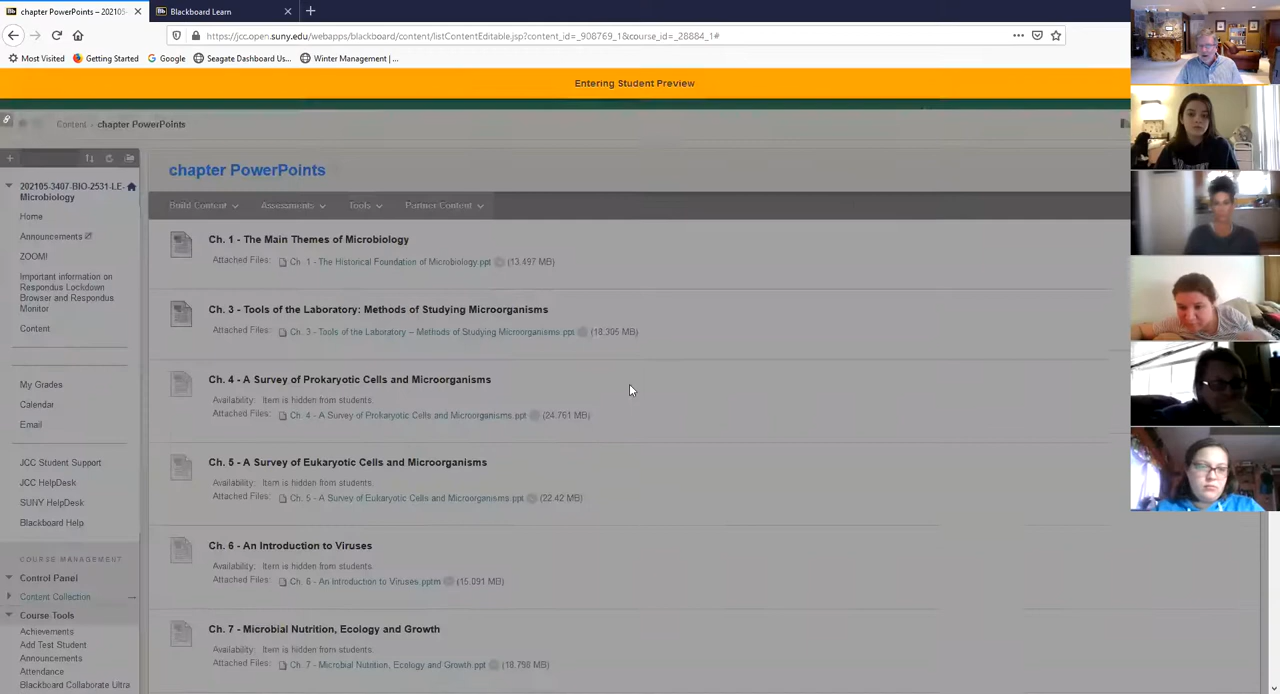 chapter PowerPoints – 202105-
Blackboard Learn
https://jcc.open.suny.edu/webapps/blackboard/content/listContentEditable.jsp?content_id=_908769_1&course_id=_28884_1#
Most Visited
Getting Started
Google
Seagate Dashboard Us...
Winter Management | ...
Entering Student Preview
Content
chapter PowerPoints
202105-3407-BIO-2531-LE-
Microbiology
Home
Announcements
ZOOM!
Important information on
Respondus Lockdown
Browser and Respondus
Monitor
Content
My Grades
Calendar
Email
JCC Student Support
JCC HelpDesk
SUNY HelpDesk
Blackboard Help
COURSE MANAGEMENT
Control Panel
Content Collection
Course Tools
Achievements
Add Test Student
Announcements
Attendance
Blackboard Collaborate Ultra
chapter PowerPoints
Build Content
Assessments
Tools
Partner Content
Ch. 1 - The Main Themes of Microbiology
Attached Files: Ch. 1 - The Historical Foundation of Microbiology.ppt (13.497 MB)
Ch. 3 - Tools of the Laboratory: Methods of Studying Microorganisms
Attached Files: Ch. 3 - Tools of the Laboratory – Methods of Studying Microorganisms.ppt (18.305 MB)
Ch. 4 - A Survey of Prokaryotic Cells and Microorganisms
Availability: Item is hidden from students.
Attached Files: Ch. 4 - A Survey of Prokaryotic Cells and Microorganisms.ppt (24.761 MB)
Ch. 5 - A Survey of Eukaryotic Cells and Microorganisms
Availability: Item is hidden from students.
Attached Files: Ch. 5 - A Survey of Eukaryotic Cells and Microorganisms.ppt (22.42 MB)
Ch. 6 - An Introduction to Viruses
Availability: Item is hidden from students.
Attached Files: Ch. 6 - An Introduction to Viruses.pptm (15.091 MB)
Ch. 7 - Microbial Nutrition, Ecology and Growth
Availability: Item is hidden from students.
Attached Files: Ch. 7 - Microbial Nutrition, Ecology and Growth.ppt (18.798 MB)